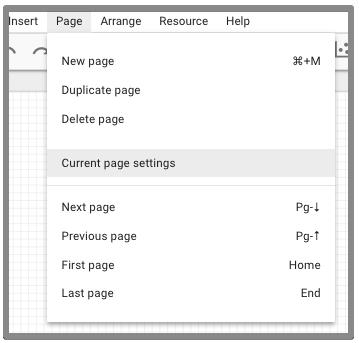 Insert Page Arrange Resource Help
New page ⌘+M
Duplicate page
Delete page
Current page settings
Next page Pg-↓
Previous page Pg-↑
First page Home
Last page End